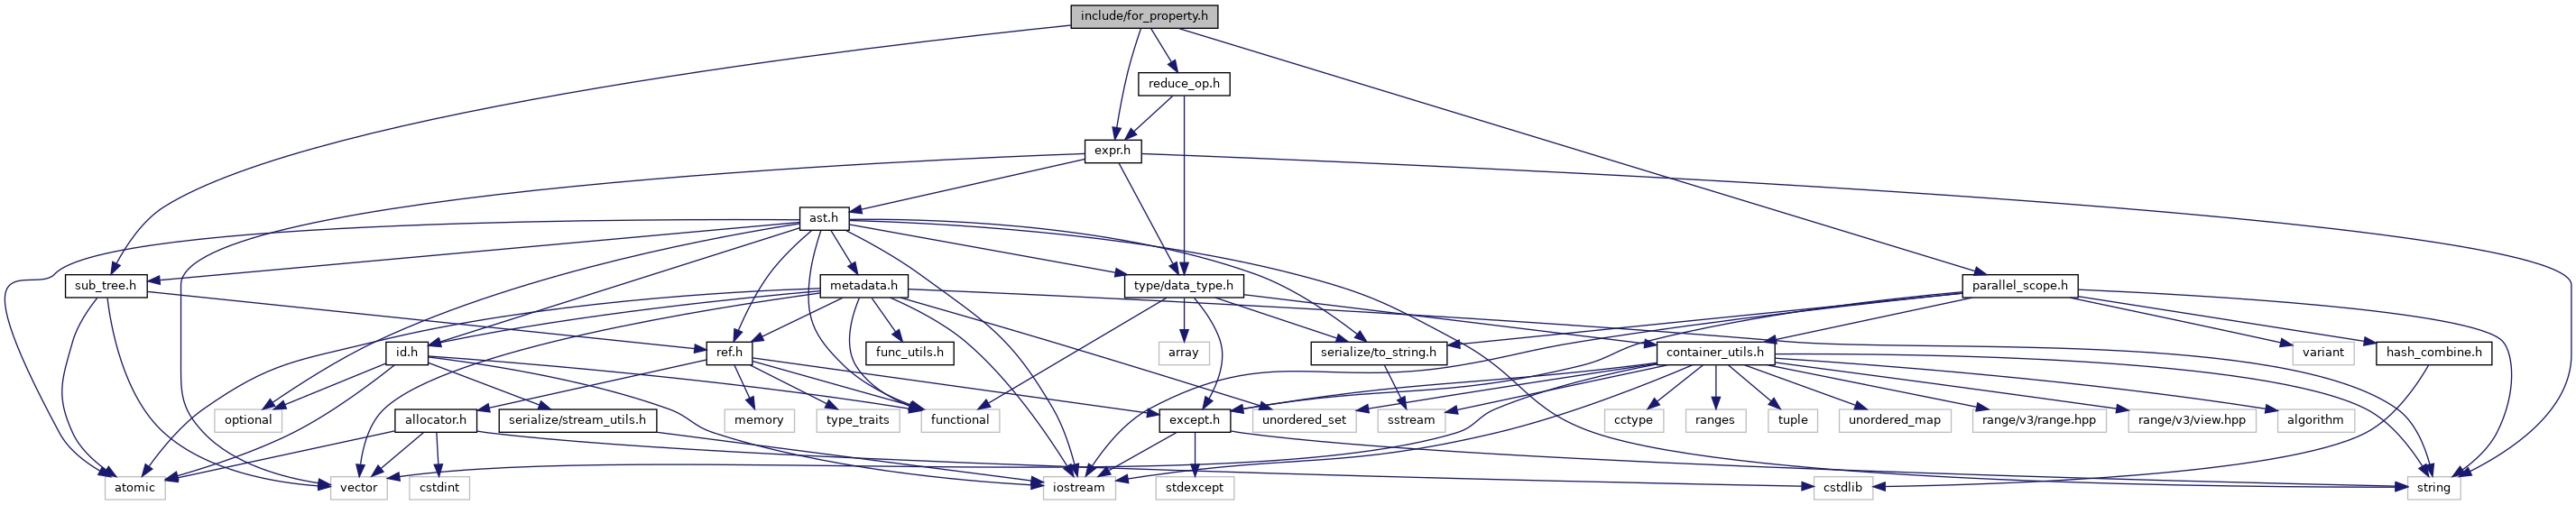 include/for_property.h
reduce_op.h
expr.h
ast.h
sub_tree.h
metadata.h
type/data_type.h
parallel_scope.h
id.h
ref.h
func_utils.h
array
serialize/to_string.h
container_utils.h
variant
hash_combine.h
optional
allocator.h
serialize/stream_utils.h
memory
type_traits
functional
except.h
unordered_set
sstream
cctype
ranges
tuple
unordered_map
range/v3/range.hpp
range/v3/view.hpp
algorithm
atomic
vector
cstdint
iostream
stdexcept
cstdlib
string